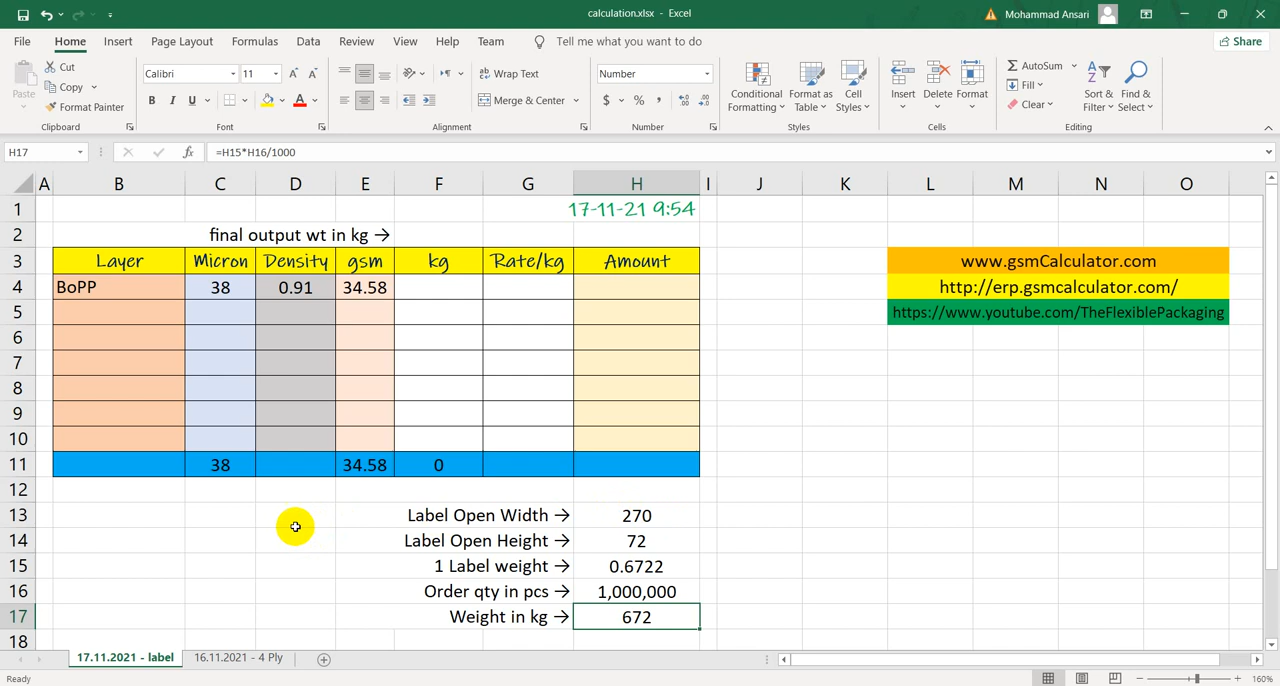 calculation.xlsx - Excel
Mohammad Ansari
File Home Insert Page Layout Formulas Data Review View Help Team Tell me what you want to do Share
Paste Cut Copy Format Painter Clipboard
Calibri 11 B I U A Font
Wrap Text Merge & Center Alignment
Number $ % , Number
Conditional Formatting Format as Table Cell Styles Styles
Insert Delete Format Cells
AutoSum Fill Clear Sort & Filter Find & Select Editing
H17 fx =H15*H16/1000
A B C D E F G H I J K L M N O
1 17-11-21 9:54
2 final output wt in kg →
3 Layer Micron Density gsm kg Rate/kg Amount www.gsmCalculator.com
4 BoPP 38 0.91 34.58 http://erp.gsmcalculator.com/
5 https://www.youtube.com/TheFlexiblePackaging
6
7
8
9
10
11 38 34.58 0
12
13 Label Open Width → 270
14 Label Open Height → 72
15 1 Label weight → 0.6722
16 Order qty in pcs → 1,000,000
17 Weight in kg → 672
18
17.11.2021 - label 16.11.2021 - 4 Ply
Ready 160%